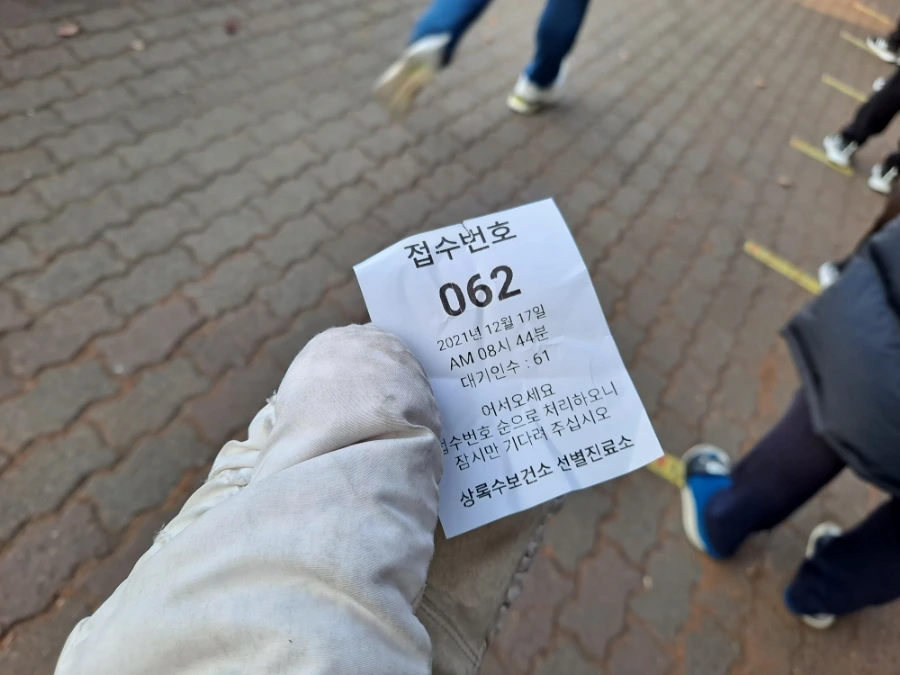 접수번호
062
2021년 12월 17일
AM 08시 44분
대기인수 : 61
어서오세요
접수번호 순으로 처리하오니
잠시만 기다려 주십시오
상록수보건소 선별진료소